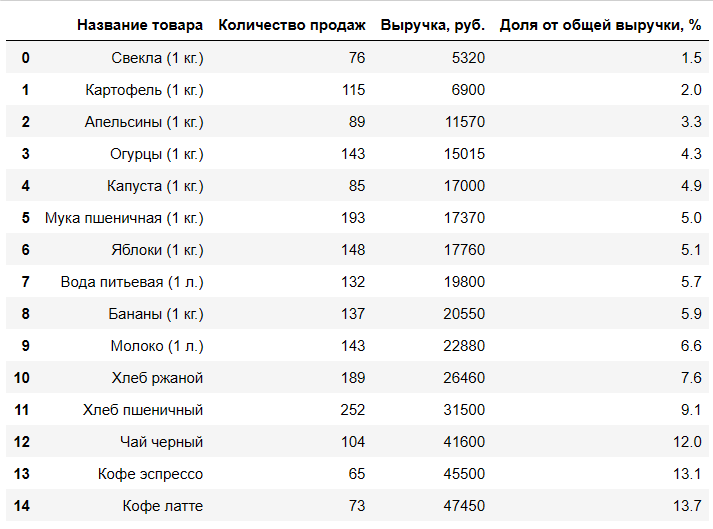 Название товара Количество продаж Выручка, руб. Доля от общей выручки, %
0 Свекла (1 кг.) 76 5320 1.5
1 Картофель (1 кг.) 115 6900 2.0
2 Апельсины (1 кг.) 89 11570 3.3
3 Огурцы (1 кг.) 143 15015 4.3
4 Капуста (1 кг.) 85 17000 4.9
5 Мука пшеничная (1 кг.) 193 17370 5.0
6 Яблоки (1 кг.) 148 17760 5.1
7 Вода питьевая (1 л.) 132 19800 5.7
8 Бананы (1 кг.) 137 20550 5.9
9 Молоко (1 л.) 143 22880 6.6
10 Хлеб ржаной 189 26460 7.6
11 Хлеб пшеничный 252 31500 9.1
12 Чай черный 104 41600 12.0
13 Кофе эспрессо 65 45500 13.1
14 Кофе латте 73 47450 13.7